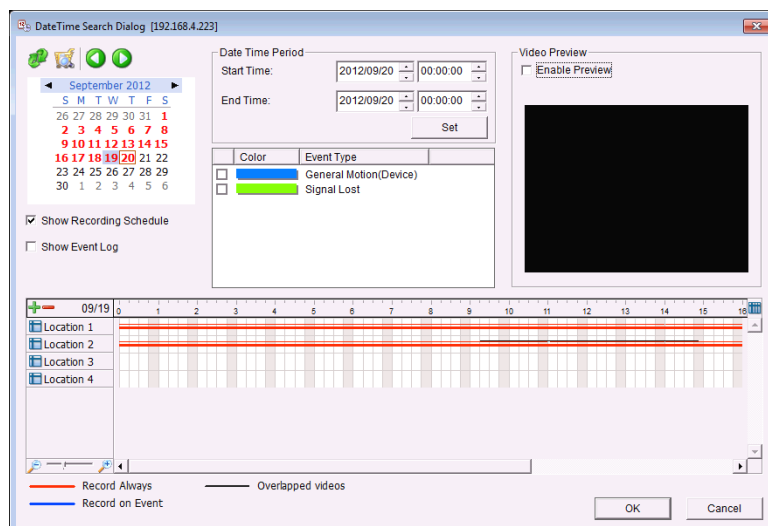 DateTime Search Dialog [192.168.4.223]
Date Time Period
Start Time: 2012/09/20 00:00:00
End Time: 2012/09/20 00:00:00
Set
Video Preview
Enable Preview
September 2012
S M T W T F S
26 27 28 29 30 31 1
2 3 4 5 6 7 8
9 10 11 12 13 14 15
16 17 18 19 20 21 22
23 24 25 26 27 28 29
30 1 2 3 4 5 6
Show Recording Schedule
Show Event Log
Color Event Type
General Motion(Device)
Signal Lost
09/19 0 1 2 3 4 5 6 7 8 9 10 11 12 13 14 15 16
Location 1
Location 2
Location 3
Location 4
Record Always Overlapped videos
Record on Event
OK Cancel